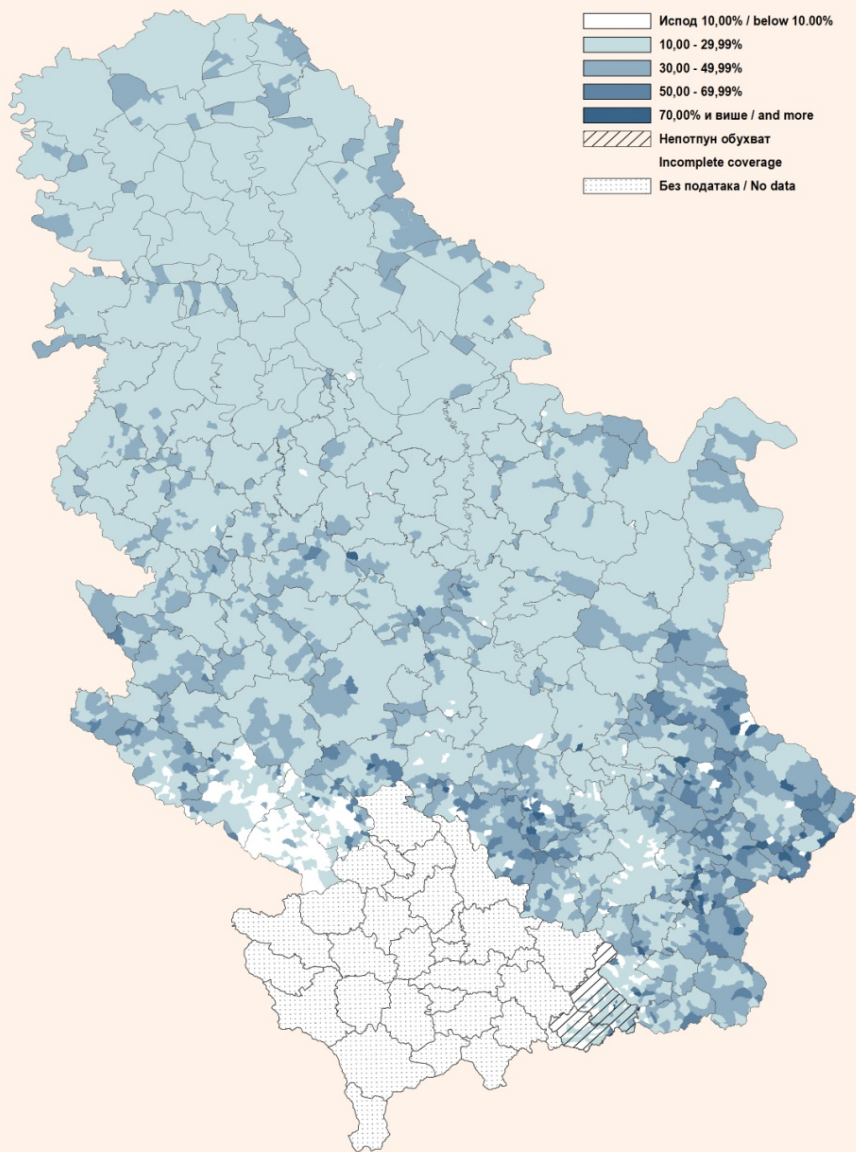 Испод 10,00% / below 10.00%
10,00 - 29,99%
30,00 - 49,99%
50,00 - 69,99%
70,00% и више / and more
Непотпун обухват
Incomplete coverage
Без података / No data